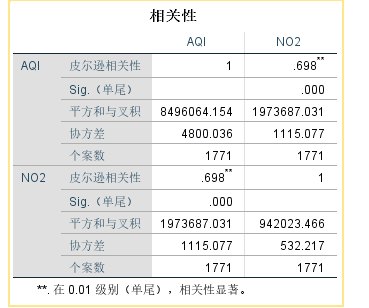 相关性
AQI NO2
AQI 皮尔逊相关性 1 .698**
Sig.（单尾） .000
平方和与叉积 8496064.154 1973687.031
协方差 4800.036 1115.077
个案数 1771 1771
NO2 皮尔逊相关性 .698** 1
Sig.（单尾） .000
平方和与叉积 1973687.031 942023.466
协方差 1115.077 532.217
个案数 1771 1771
**. 在 0.01 级别（单尾），相关性显著。